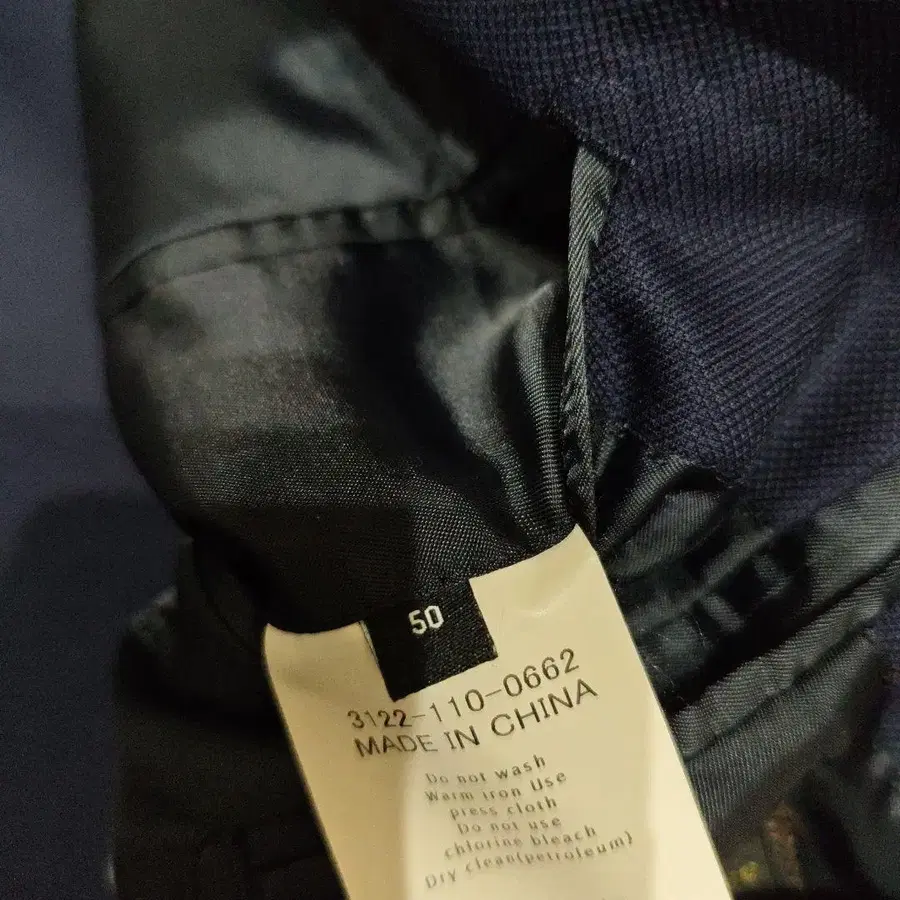 50
3122-110-0662
MADE IN CHINA
Do not wash
Warm iron Use
press cloth
Do not use
chlorine bleach
Dry clean(petroleum)